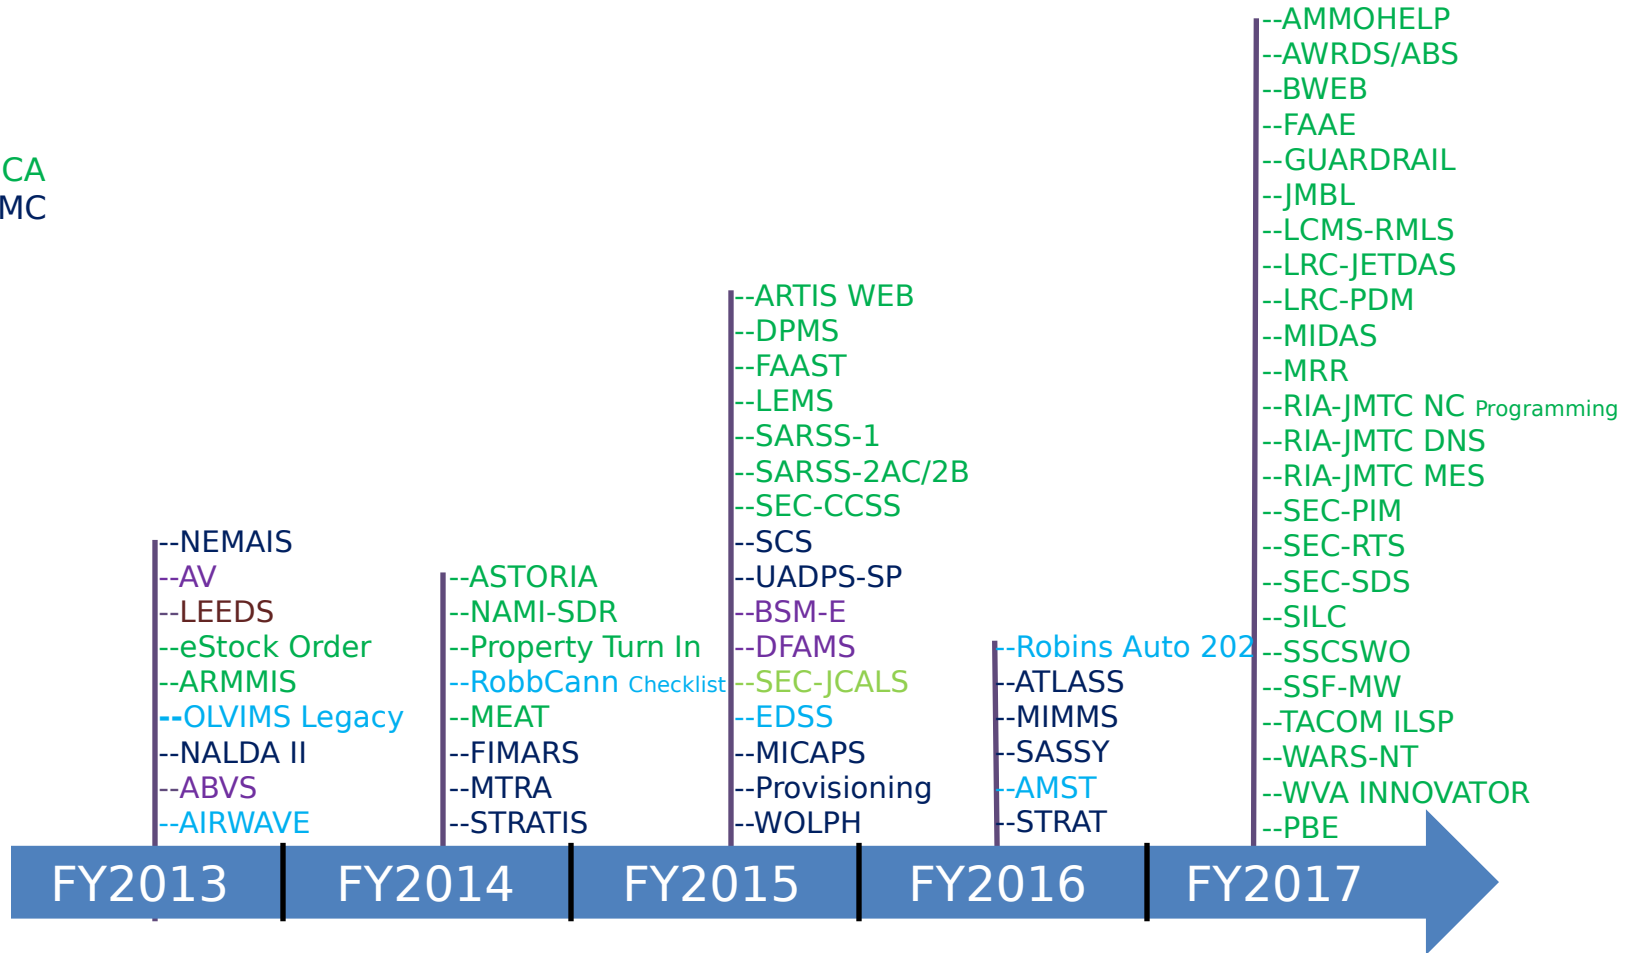 CA
MC
--NEMAIS
--AV
--LEEDS
--eStock Order
--ARMMIS
--OLVIMS Legacy
--NALDA II
--ABVS
--AIRWAVE
--ASTORIA
--NAMI-SDR
--Property Turn In
--RobbCann Checklist
--MEAT
--FIMARS
--MTRA
--STRATIS
--ARTIS WEB
--DPMS
--FAAST
--LEMS
--SARSS-1
--SARSS-2AC/2B
--SEC-CCSS
--SCS
--UADPS-SP
--BSM-E
--DFAMS
--SEC-JCALS
--EDSS
--MICAPS
--Provisioning
--WOLPH
--Robins Auto 202
--ATLASS
--MIMMS
--SASSY
--AMST
--STRAT
--AMMOHELP
--AWRDS/ABS
--BWEB
--FAAE
--GUARDRAIL
--JMBL
--LCMS-RMLS
--LRC-JETDAS
--LRC-PDM
--MIDAS
--MRR
--RIA-JMTC NC Programming
--RIA-JMTC DNS
--RIA-JMTC MES
--SEC-PIM
--SEC-RTS
--SEC-SDS
--SILC
--SSCSWO
--SSF-MW
--TACOM ILSP
--WARS-NT
--WVA INNOVATOR
--PBE
FY2013 FY2014 FY2015 FY2016 FY2017